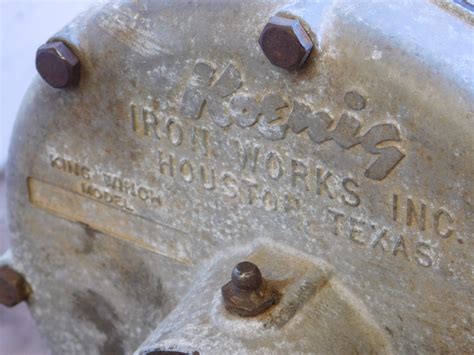 Koenig
IRON WORKS INC.
HOUSTON, TEXAS
KING WINCH
MODEL